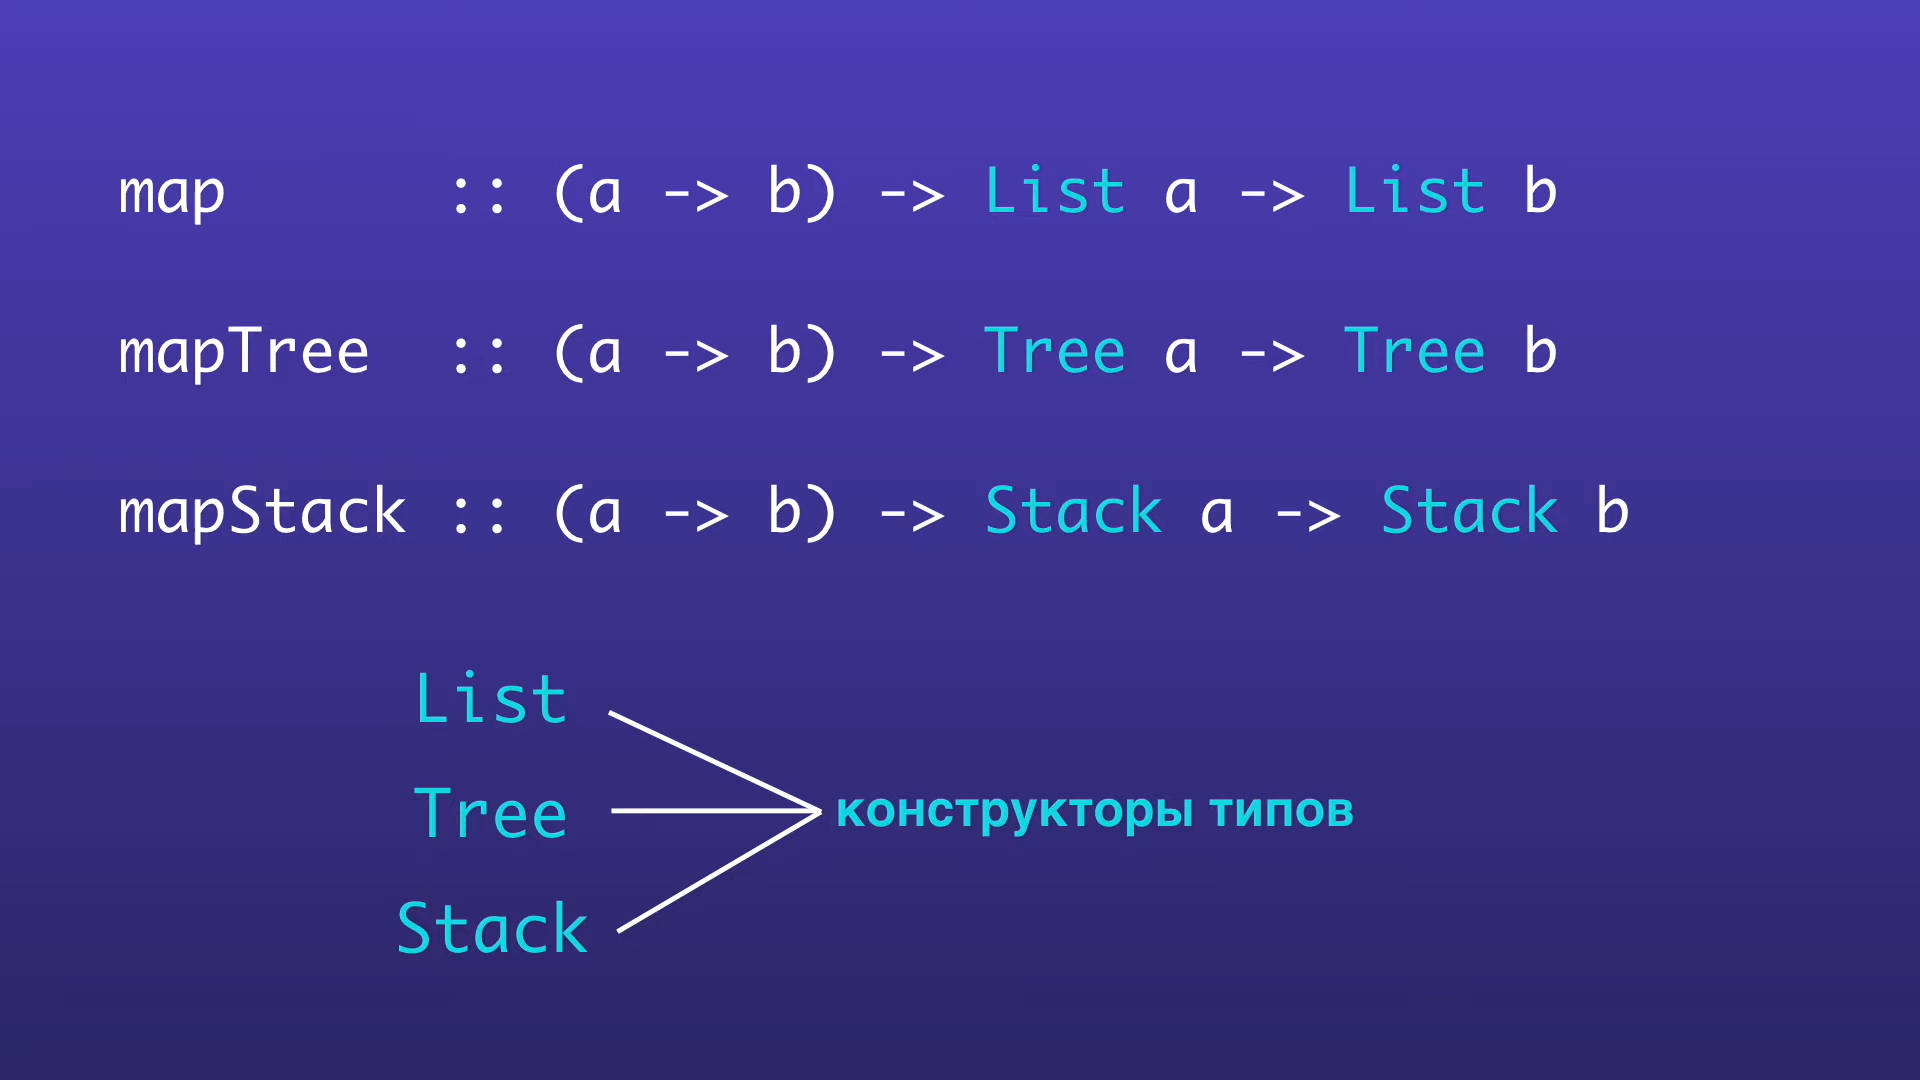 map :: (a -> b) -> List a -> List b
mapTree :: (a -> b) -> Tree a -> Tree b
mapStack :: (a -> b) -> Stack a -> Stack b
List
Tree
конструкторы типов
Stack